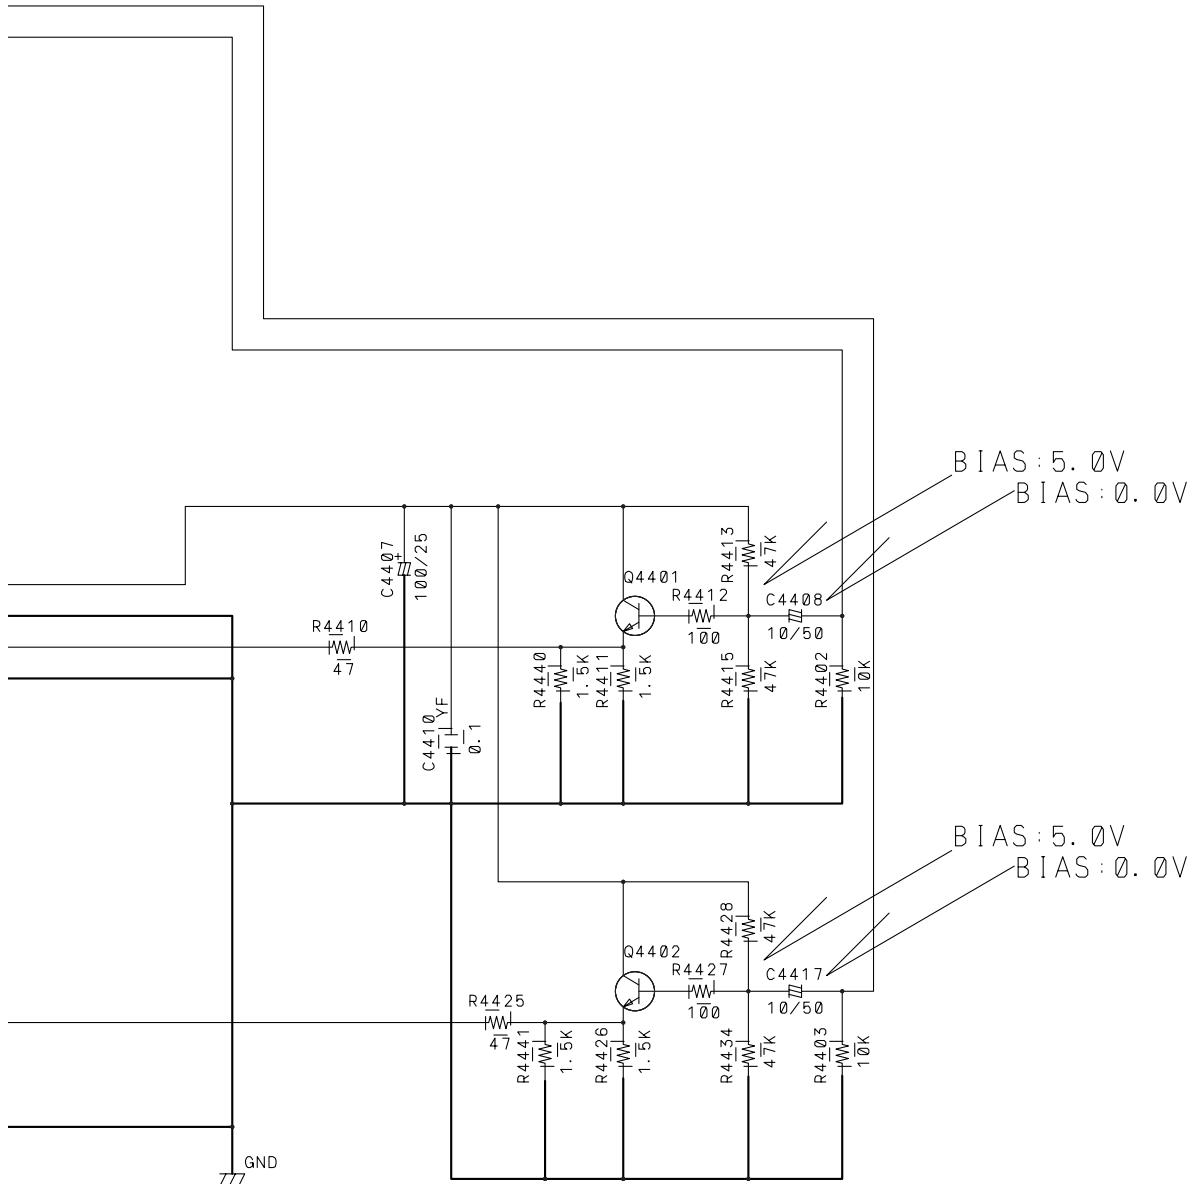 BIAS:5.0V
BIAS:0.0V
C4407
+
100/25
R4413
47K
Q4401
R4412
100
C4408
10/50
R4410
47
R4440
1.5K
R4411
1.5K
R4415
47K
R4402
10K
C4410
YF
0.1
BIAS:5.0V
BIAS:0.0V
R4428
47K
Q4402
R4427
100
C4417
10/50
R4425
47
R4441
1.5K
R4426
1.5K
R4434
47K
R4403
10K
GND